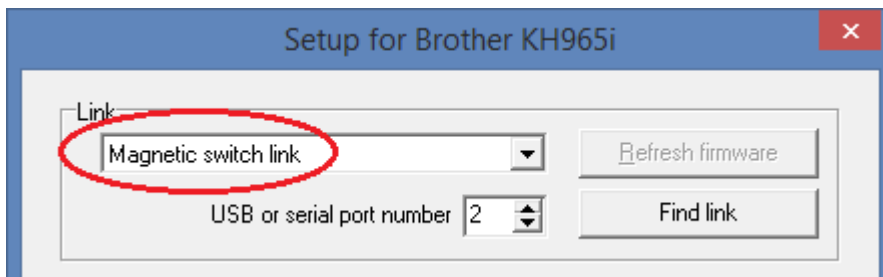 Setup for Brother KH965i
Link
Magnetic switch link
Refresh firmware
USB or serial port number 2
Find link